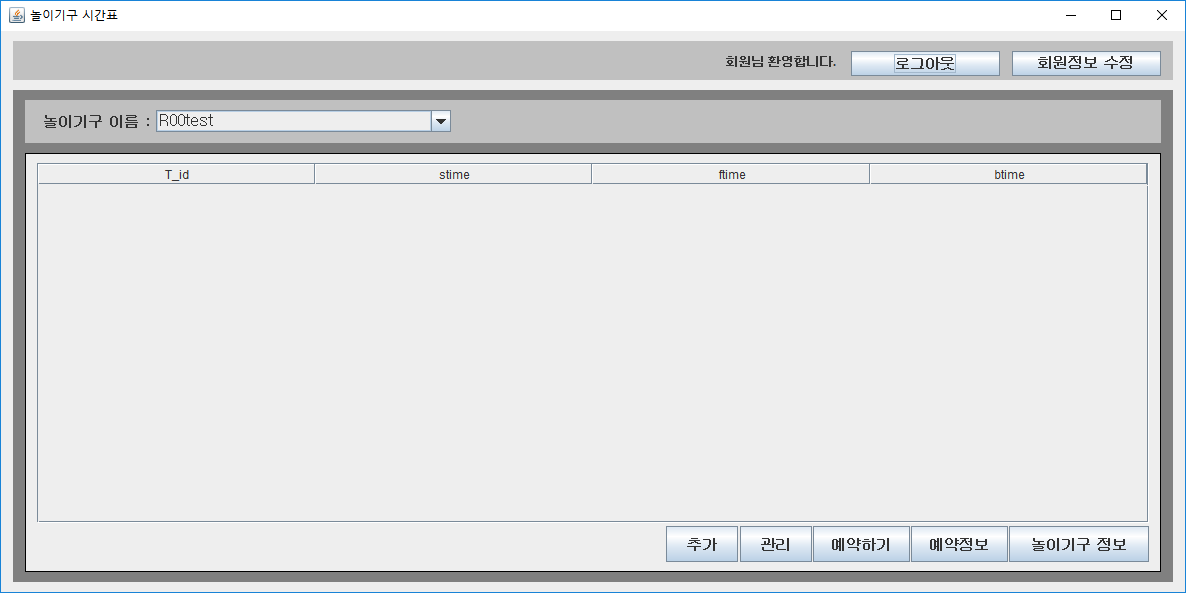 놀이기구 시간표
회원님 환영합니다. 로그아웃 회원정보 수정
놀이기구 이름 : R00test
T_id stime ftime btime
추가 관리 예약하기 예약정보 놀이기구 정보